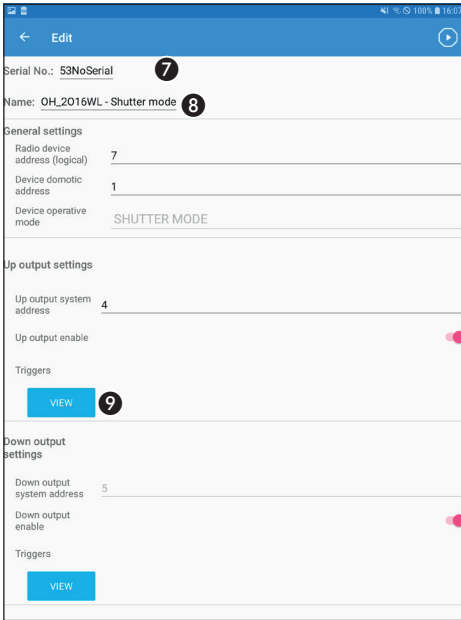 100% 16:07
Edit
Serial No.: 53NoSerial 7
Name: OH_2O16WL - Shutter mode 8
General settings
Radio device
address (logical) 7
Device domotic
address 1
Device operative
mode SHUTTER MODE
Up output settings
Up output system
address 4
Up output enable
Triggers
VIEW 9
Down output
settings
Down output
system address 5
Down output
enable
Triggers
VIEW